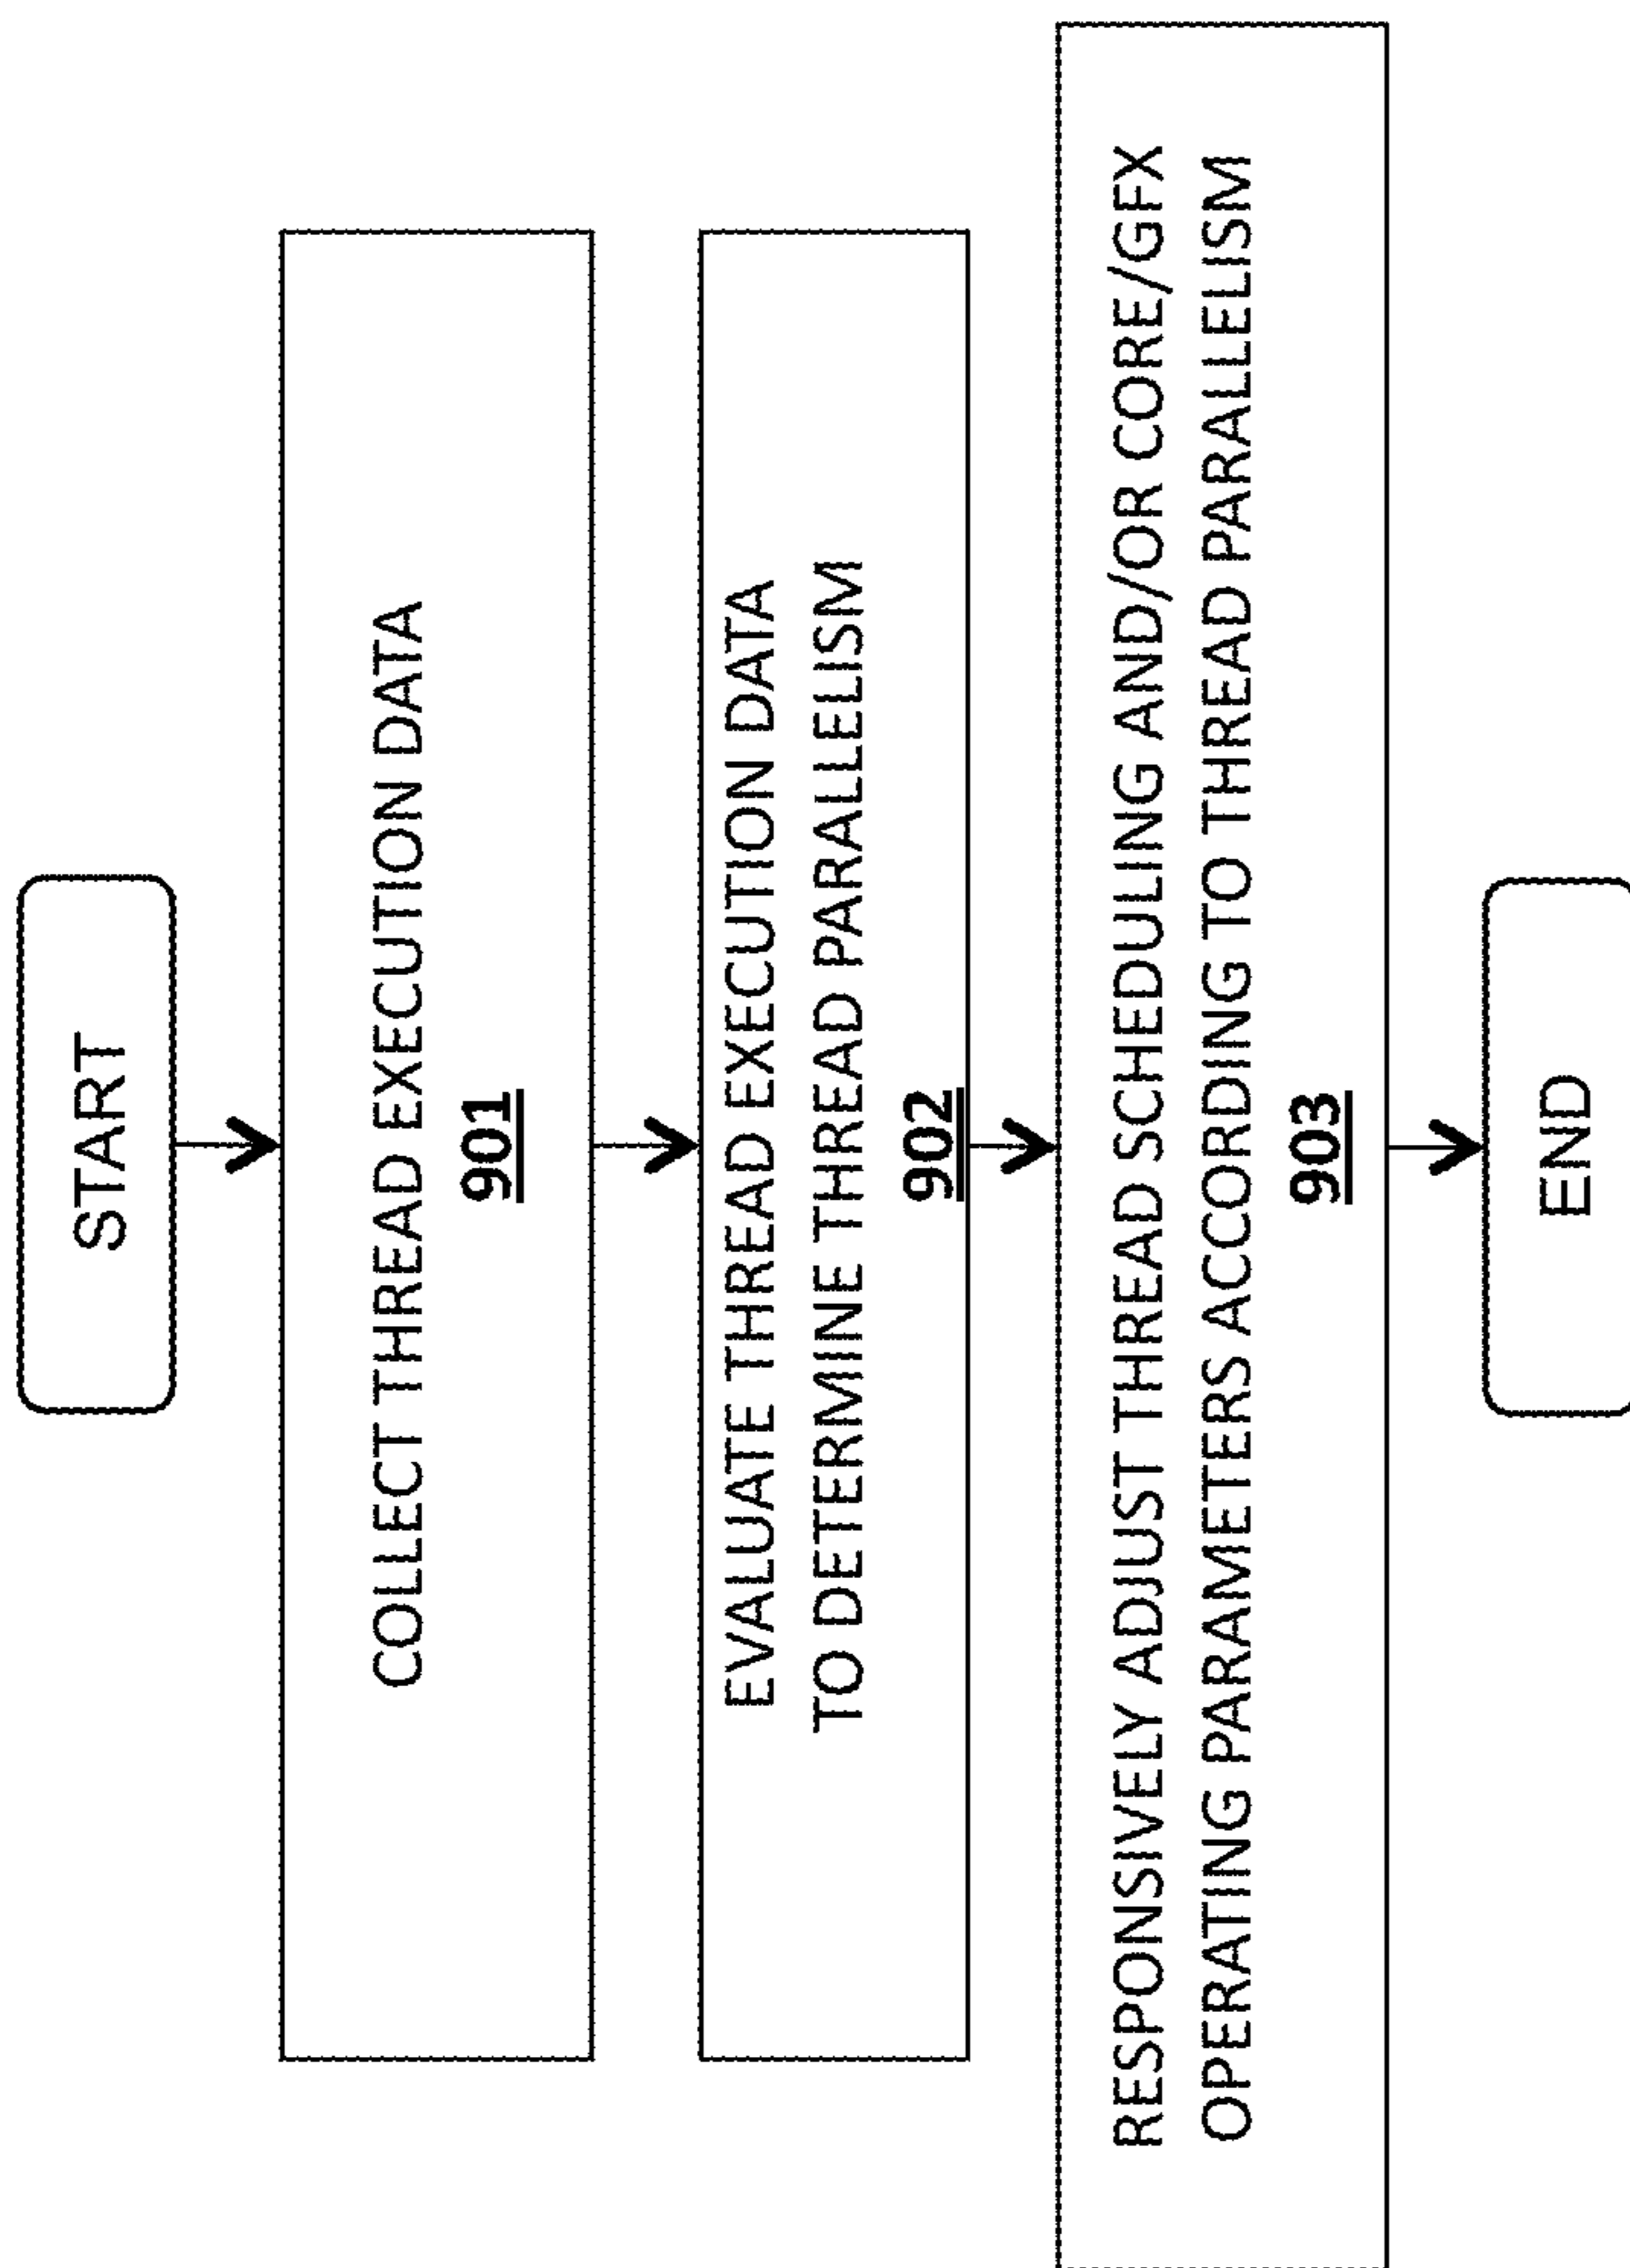 START
COLLECT THREAD EXECUTION DATA
901
EVALUATE THREAD EXECUTION DATA
TO DETERMINE THREAD PARALLELISM
902
RESPONSIVELY ADJUST THREAD SCHEDULING AND/OR CORE/GFX
OPERATING PARAMETERS ACCORDING TO THREAD PARALLELISM
903
END